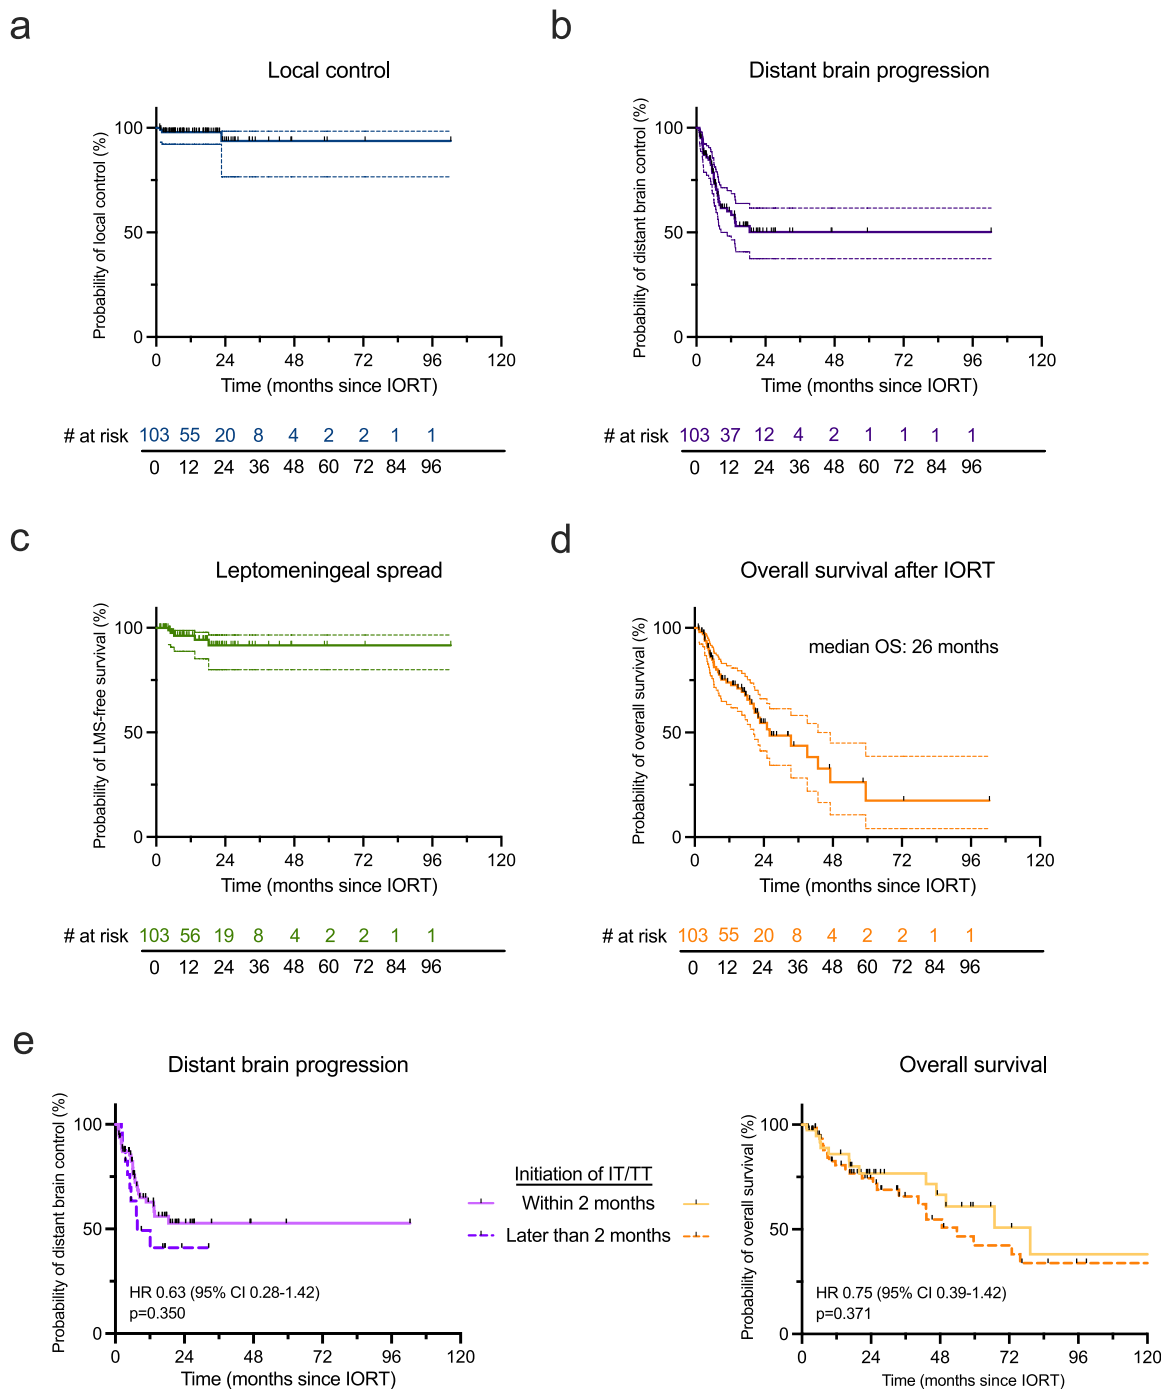 a
Local control
Probability of local control (%)
100
50
0
0 24 48 72 96 120
Time (months since IORT)
# at risk 103 55 20 8 4 2 2 1 1
0 12 24 36 48 60 72 84 96
b
Distant brain progression
Probability of distant brain control (%)
100
50
0
0 24 48 72 96 120
Time (months since IORT)
# at risk 103 37 12 4 2 1 1 1 1
0 12 24 36 48 60 72 84 96
c
Leptomeningeal spread
Probability of LMS-free survival (%)
100
50
0
0 24 48 72 96 120
Time (months since IORT)
# at risk 103 56 19 8 4 2 2 1 1
0 12 24 36 48 60 72 84 96
d
Overall survival after IORT
median OS: 26 months
Probability of overall survival (%)
100
50
0
0 24 48 72 96 120
Time (months since IORT)
# at risk 103 55 20 8 4 2 2 1 1
0 12 24 36 48 60 72 84 96
e
Distant brain progression
Probability of distant brain control (%)
100
50
0
HR 0.63 (95% CI 0.28-1.42)
p=0.350
0 24 48 72 96 120
Time (months since IORT)
Initiation of IT/TT
Within 2 months
Later than 2 months
Overall survival
Probability of overall survival (%)
100
50
0
HR 0.75 (95% CI 0.39-1.42)
p=0.371
0 24 48 72 96 120
Time (months since IORT)